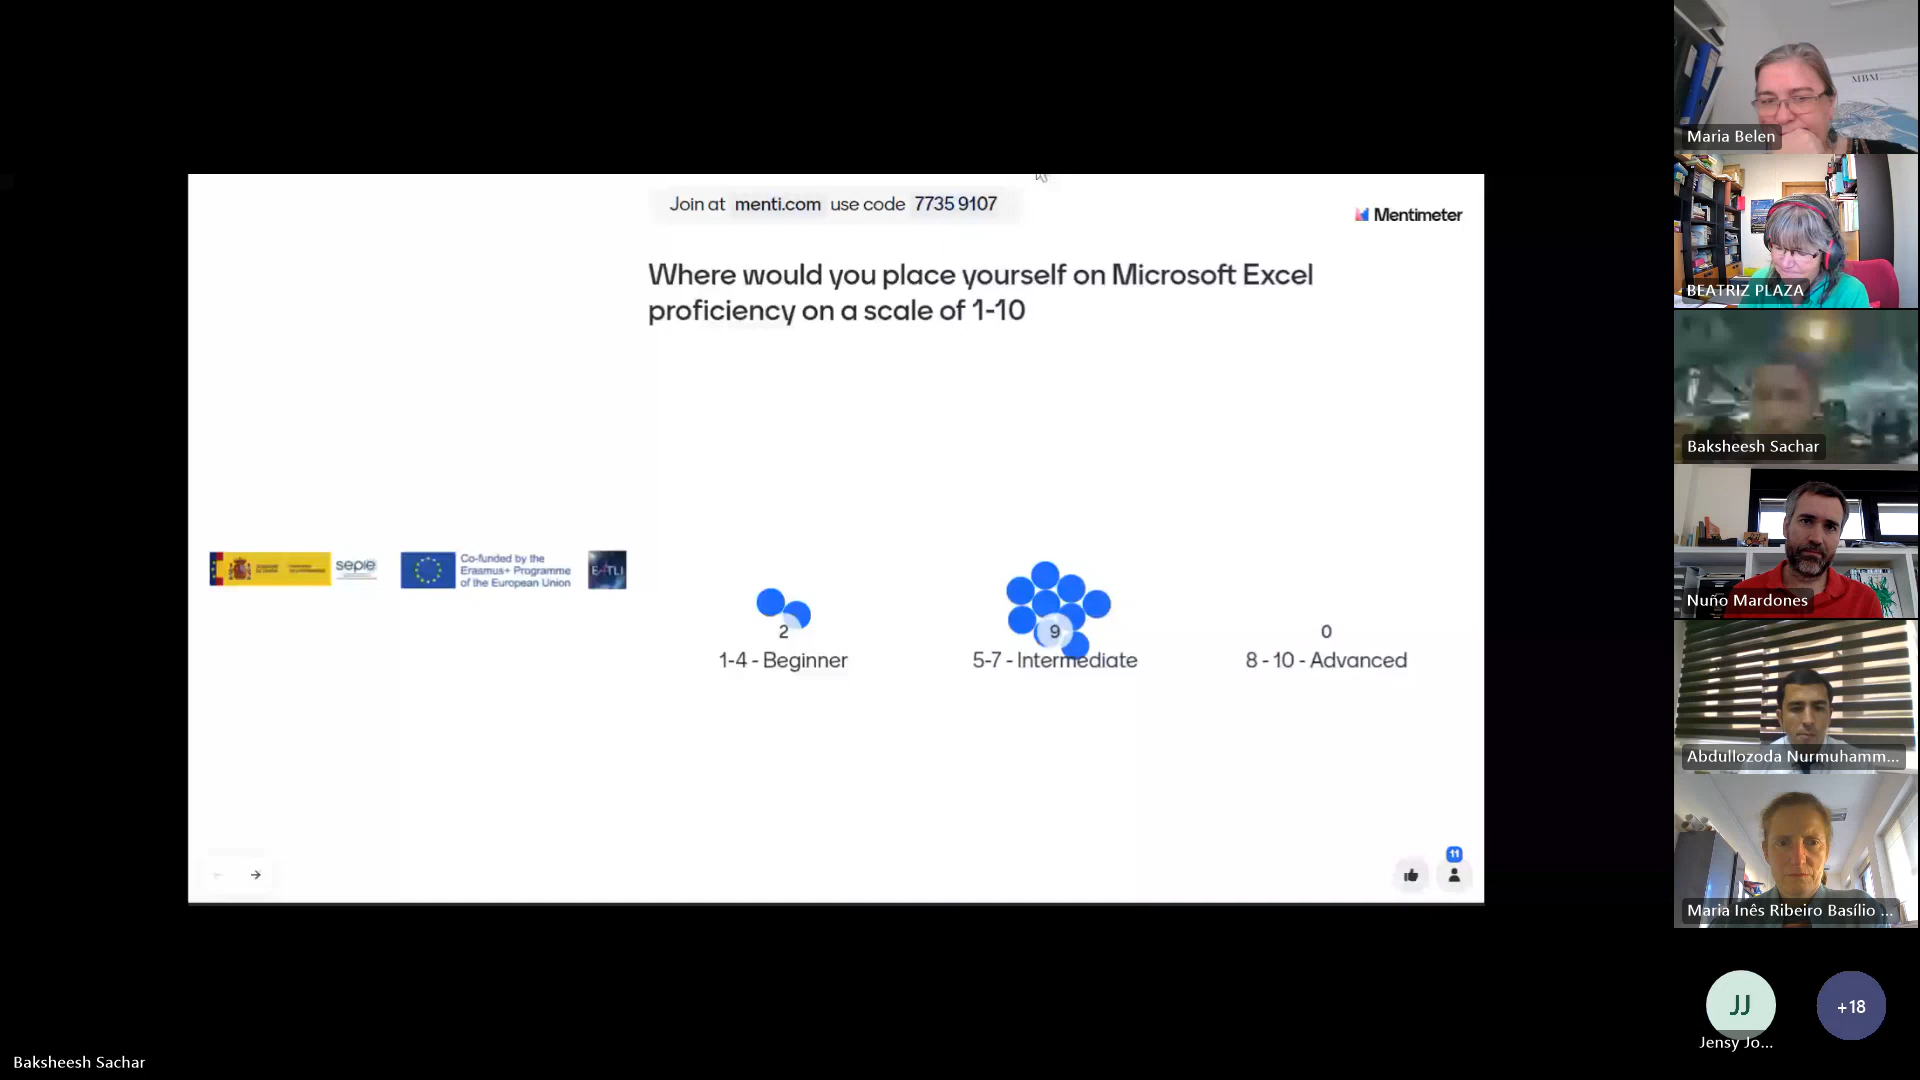 Join at menti.com use code 7735 9107
Mentimeter
Where would you place yourself on Microsoft Excel
proficiency on a scale of 1-10
sepie
Co-funded by the
Erasmus+ Programme
of the European Union
2
1-4 - Beginner
9
5-7 - Intermediate
0
8 - 10 - Advanced
11
MBM
Maria Belen
BEATRIZ PLAZA
Baksheesh Sachar
Nuño Mardones
Abdullozoda Nurmuhamm...
Maria Inês Ribeiro Basílio ...
JJ
Jensy Jo...
+18
Baksheesh Sachar